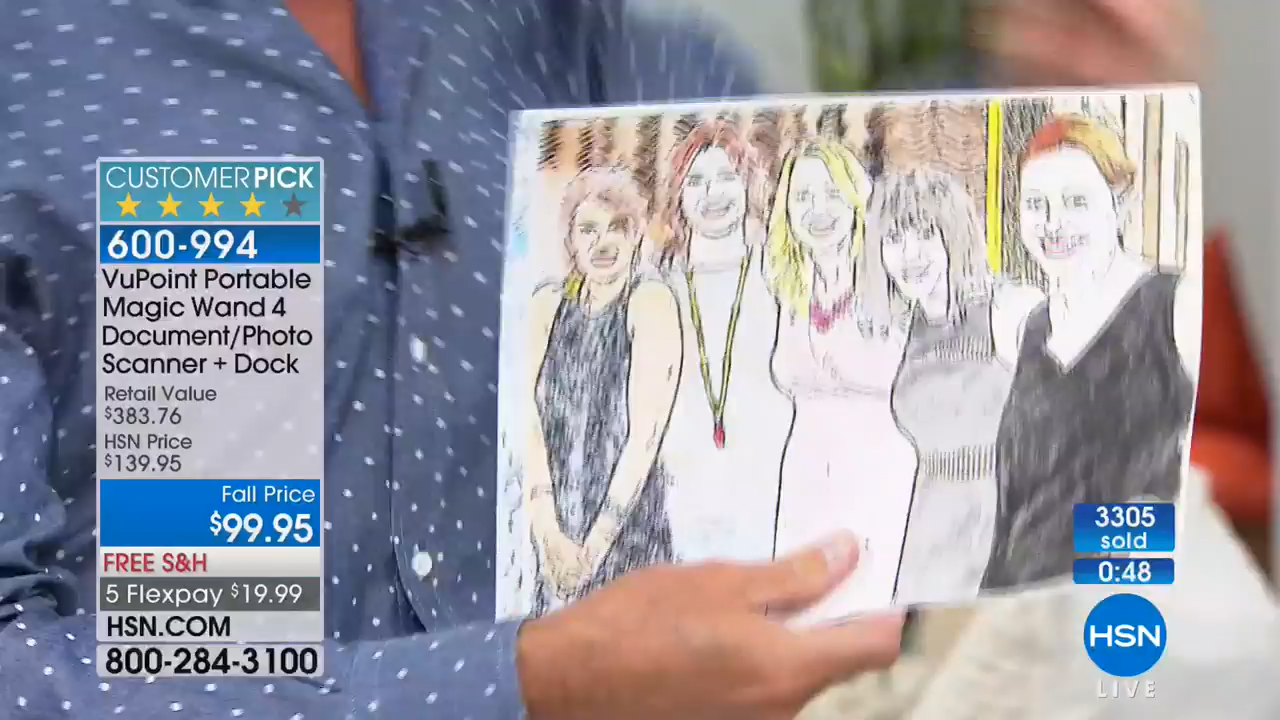 CUSTOMER PICK
600-994
VuPoint Portable
Magic Wand 4
Document/Photo
Scanner + Dock
Retail Value
$383.76
HSN Price
$139.95
Fall Price
$99.95
FREE S&H
5 Flexpay $19.99
HSN.COM
800-284-3100
3305
sold
0:48
HSN
LIVE